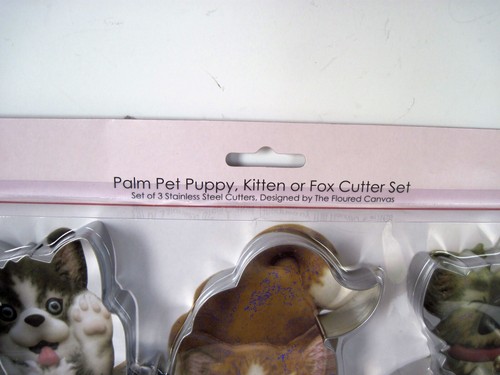 Palm Pet Puppy, Kitten or Fox Cutter Set
Set of 3 Stainless Steel Cutters. Designed by The Floured Canvas